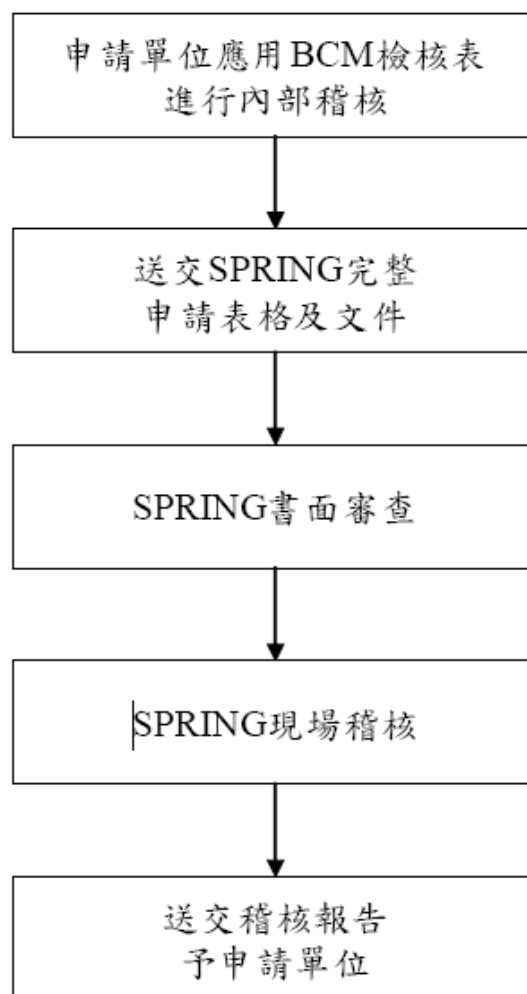 申請單位應用BCM檢核表
進行內部稽核
送交SPRING完整
申請表格及文件
SPRING書面審查
SPRING現場稽核
送交稽核報告
予申請單位